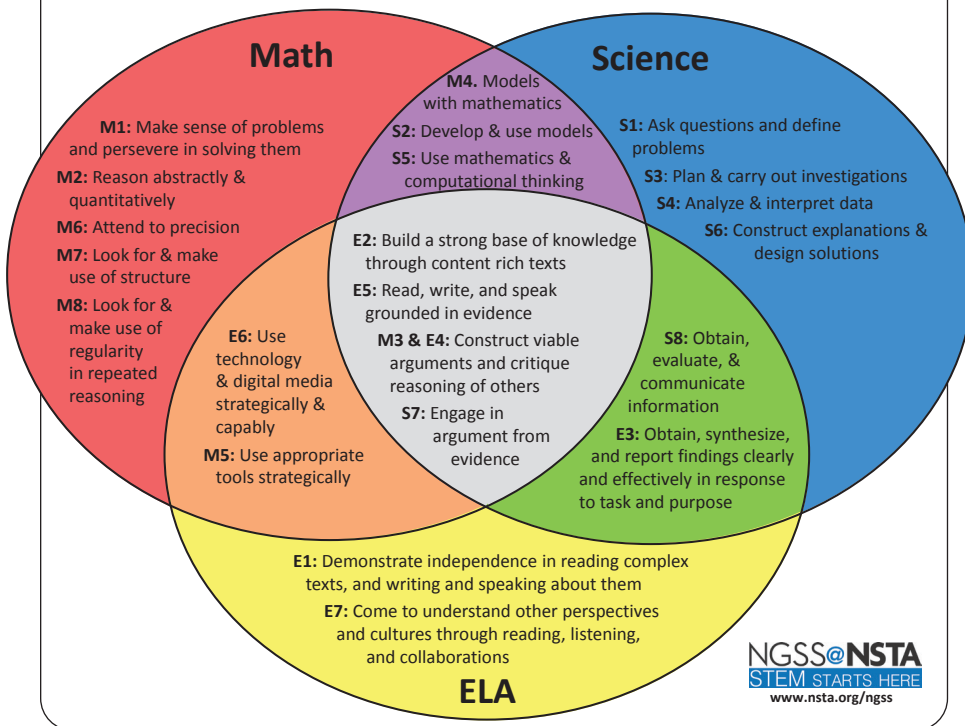 Math
Science
M1: Make sense of problems
and persevere in solving them
M2: Reason abstractly &
quantitatively
M6: Attend to precision
M7: Look for & make
use of structure
M8: Look for &
make use of
regularity
in repeated
reasoning
M4. Models
with mathematics
S2: Develop & use models
S5: Use mathematics &
computational thinking
S1: Ask questions and define
problems
S3: Plan & carry out investigations
S4: Analyze & interpret data
S6: Construct explanations &
design solutions
E2: Build a strong base of knowledge
through content rich texts
E5: Read, write, and speak
grounded in evidence
M3 & E4: Construct viable
arguments and critique
reasoning of others
S7: Engage in
argument from
evidence
E6: Use
technology
& digital media
strategically &
capably
M5: Use appropriate
tools strategically
S8: Obtain,
evaluate, &
communicate
information
E3: Obtain, synthesize,
and report findings clearly
and effectively in response
to task and purpose
E1: Demonstrate independence in reading complex
texts, and writing and speaking about them
E7: Come to understand other perspectives
and cultures through reading, listening,
and collaborations
ELA
NGSS@NSTA
STEM STARTS HERE
www.nsta.org/ngss